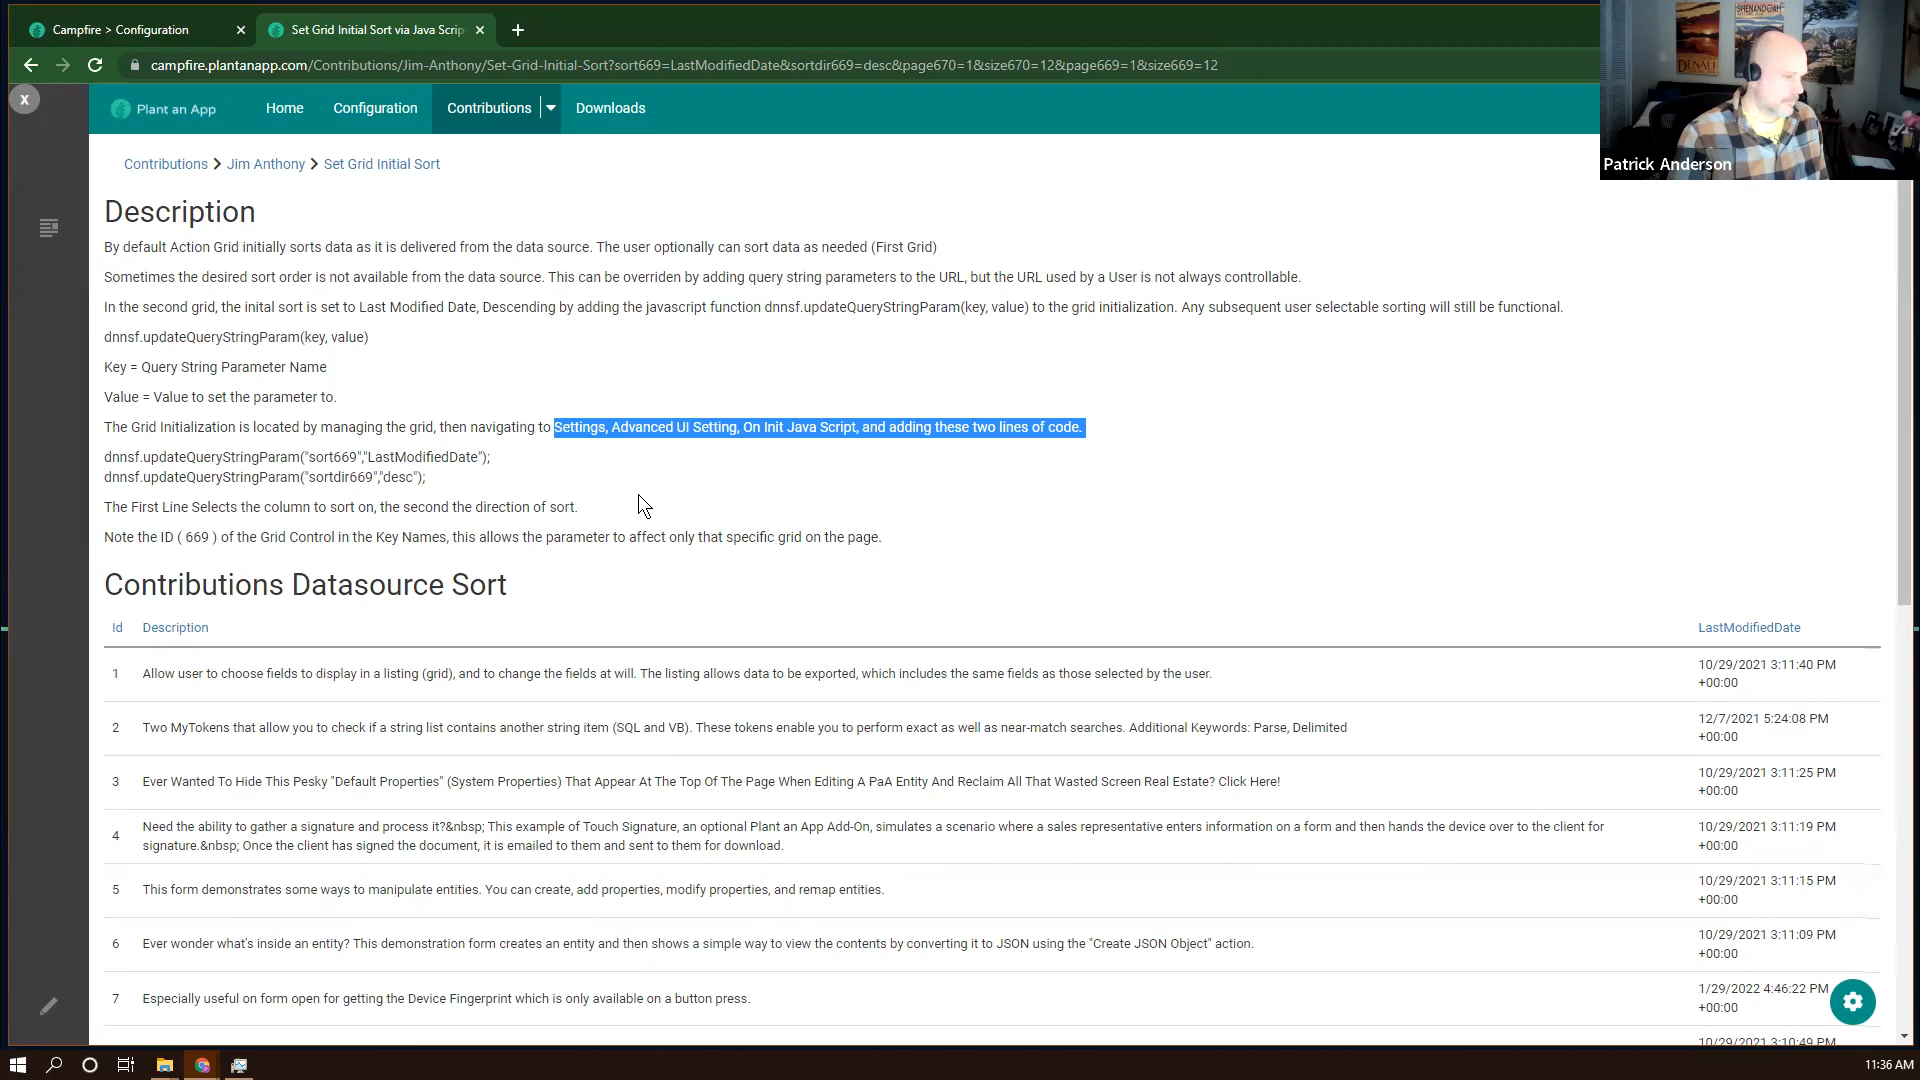 Campfire > Configuration
Set Grid Initial Sort via Java Scrip
campfire.plantanapp.com/Contributions/Jim-Anthony/Set-Grid-Initial-Sort?sort669=LastModifiedDate&sortdir669=desc&page670=1&size670=12&page669=1&size669=12
DENALI
SHENANDOAH
Patrick Anderson
x
Plant an App
Home
Configuration
Contributions
Downloads
Contributions > Jim Anthony > Set Grid Initial Sort
Description
By default Action Grid initially sorts data as it is delivered from the data source. The user optionally can sort data as needed (First Grid)
Sometimes the desired sort order is not available from the data source. This can be overriden by adding query string parameters to the URL, but the URL used by a User is not always controllable.
In the second grid, the inital sort is set to Last Modified Date, Descending by adding the javascript function dnnsf.updateQueryStringParam(key, value) to the grid initialization. Any subsequent user selectable sorting will still be functional.
dnnsf.updateQueryStringParam(key, value)
Key = Query String Parameter Name
Value = Value to set the parameter to.
The Grid Initialization is located by managing the grid, then navigating to Settings, Advanced UI Setting, On Init Java Script, and adding these two lines of code.
dnnsf.updateQueryStringParam("sort669","LastModifiedDate");
dnnsf.updateQueryStringParam("sortdir669","desc");
The First Line Selects the column to sort on, the second the direction of sort.
Note the ID ( 669 ) of the Grid Control in the Key Names, this allows the parameter to affect only that specific grid on the page.
Contributions Datasource Sort
Id Description LastModifiedDate
1 Allow user to choose fields to display in a listing (grid), and to change the fields at will. The listing allows data to be exported, which includes the same fields as those selected by the user. 10/29/2021 3:11:40 PM
+00:00
2 Two MyTokens that allow you to check if a string list contains another string item (SQL and VB). These tokens enable you to perform exact as well as near-match searches. Additional Keywords: Parse, Delimited 12/7/2021 5:24:08 PM
+00:00
3 Ever Wanted To Hide This Pesky "Default Properties" (System Properties) That Appear At The Top Of The Page When Editing A PaA Entity And Reclaim All That Wasted Screen Real Estate? Click Here! 10/29/2021 3:11:25 PM
+00:00
4 Need the ability to gather a signature and process it?&nbsp; This example of Touch Signature, an optional Plant an App Add-On, simulates a scenario where a sales representative enters information on a form and then hands the device over to the client for 10/29/2021 3:11:19 PM
signature.&nbsp; Once the client has signed the document, it is emailed to them and sent to them for download. +00:00
5 This form demonstrates some ways to manipulate entities. You can create, add properties, modify properties, and remap entities. 10/29/2021 3:11:15 PM
+00:00
6 Ever wonder what's inside an entity? This demonstration form creates an entity and then shows a simple way to view the contents by converting it to JSON using the "Create JSON Object" action. 10/29/2021 3:11:09 PM
+00:00
7 Especially useful on form open for getting the Device Fingerprint which is only available on a button press. 1/29/2022 4:46:22 PM
+00:00
10/29/2021 3:10:49 PM
11:36 AM